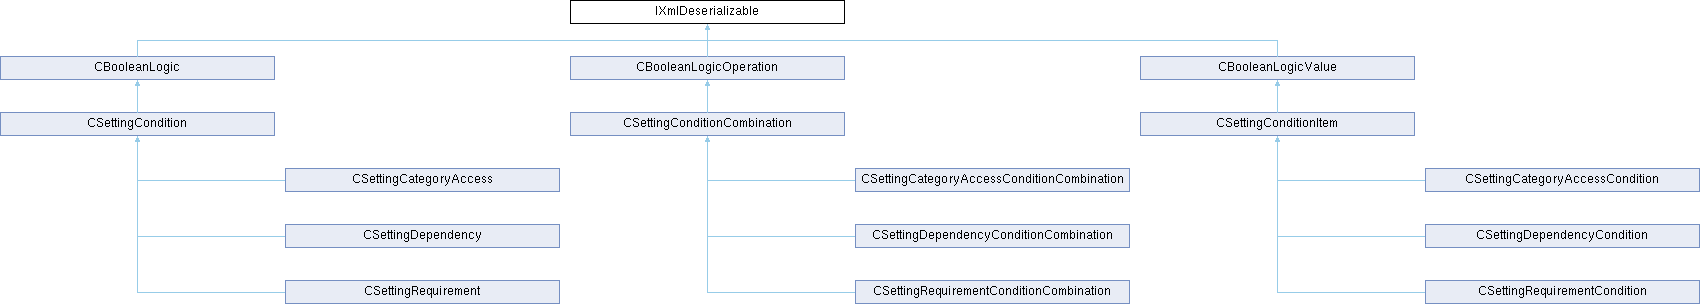 IXmlDeserializable
CBooleanLogic
CBooleanLogicOperation
CBooleanLogicValue
CSettingCondition
CSettingConditionCombination
CSettingConditionItem
CSettingCategoryAccess
CSettingCategoryAccessConditionCombination
CSettingCategoryAccessCondition
CSettingDependency
CSettingDependencyConditionCombination
CSettingDependencyCondition
CSettingRequirement
CSettingRequirementConditionCombination
CSettingRequirementCondition